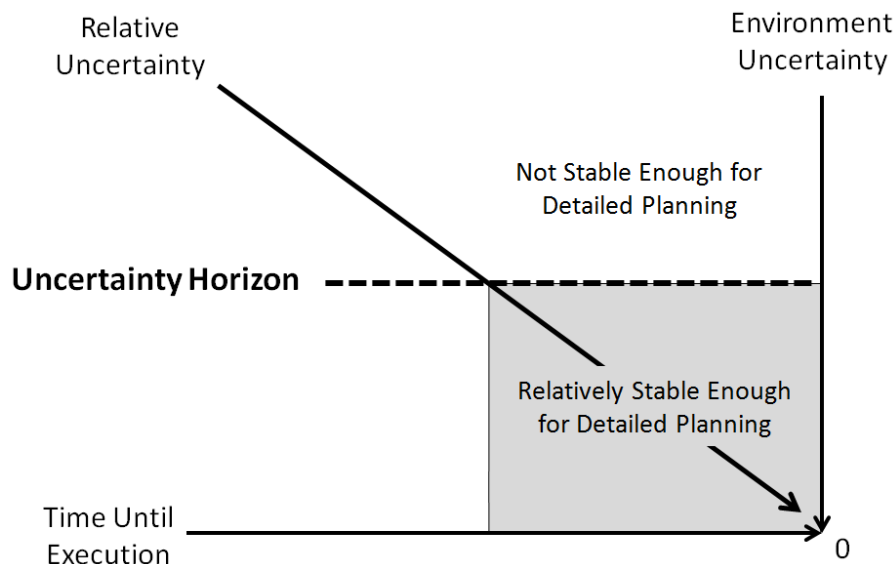 Relative
Uncertainty
Environment
Uncertainty
Not Stable Enough for
Detailed Planning
Uncertainty Horizon
Relatively Stable Enough
for Detailed Planning
Time Until
Execution
0